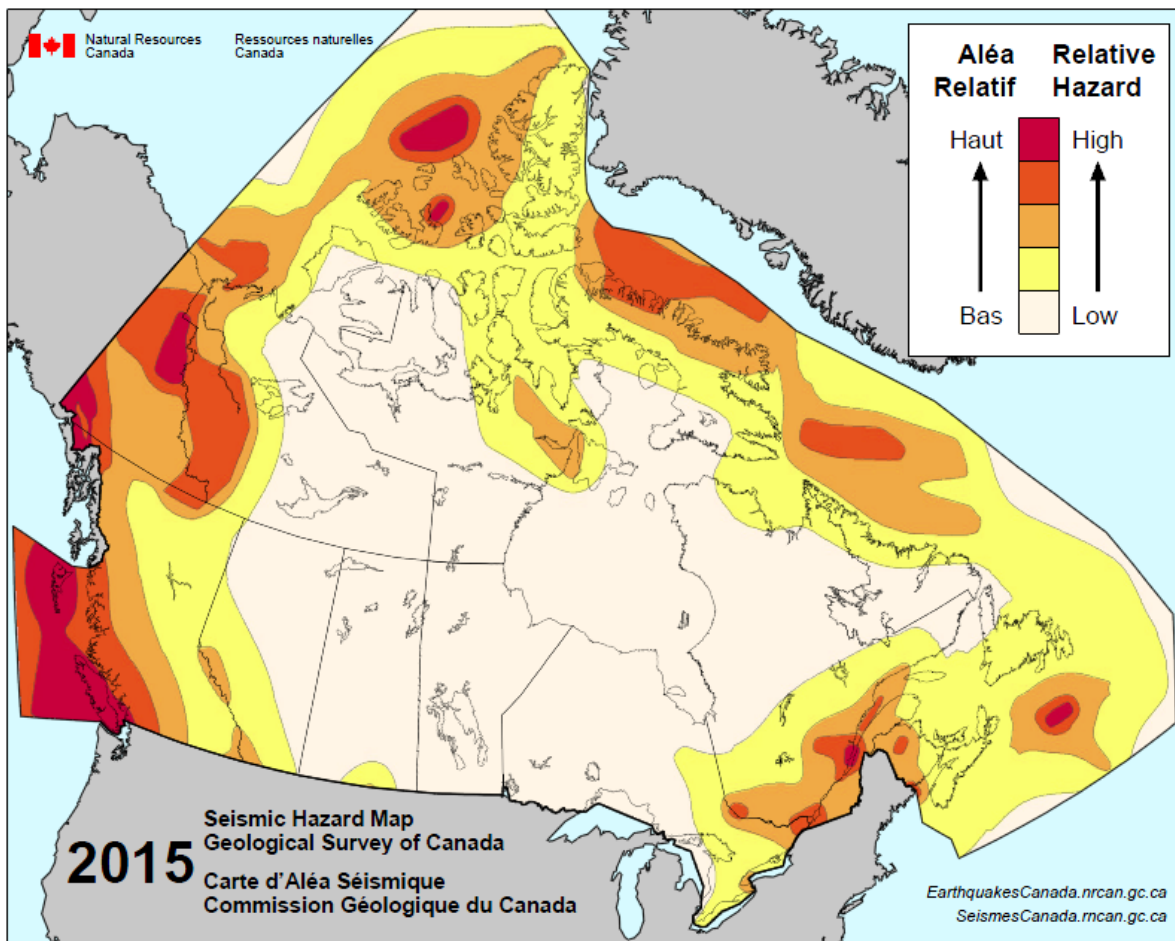 Natural Resources
Canada
Ressources naturelles
Canada
Aléa
Relatif
Relative
Hazard
Haut
High
Bas
Low
2015
Seismic Hazard Map
Geological Survey of Canada
Carte d'Aléa Séismique
Commission Géologique du Canada
EarthquakesCanada.nrcan.gc.ca
SeismesCanada.rncan.gc.ca